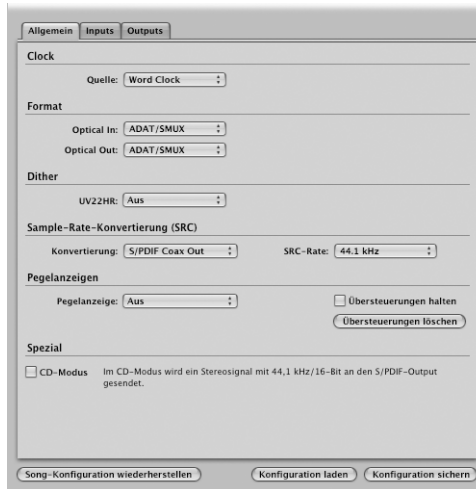 Allgemein Inputs Outputs
Clock
Quelle: Word Clock
Format
Optical In: ADAT/SMUX
Optical Out: ADAT/SMUX
Dither
UV22HR: Aus
Sample-Rate-Konvertierung (SRC)
Konvertierung: S/PDIF Coax Out SRC-Rate: 44.1 kHz
Pegelanzeigen
Pegelanzeige: Aus Übersteuerungen halten
Übersteuerungen löschen
Spezial
CD-Modus Im CD-Modus wird ein Stereosignal mit 44,1 kHz/16-Bit an den S/PDIF-Output
gesendet.
Song-Konfiguration wiederherstellen Konfiguration laden Konfiguration sichern